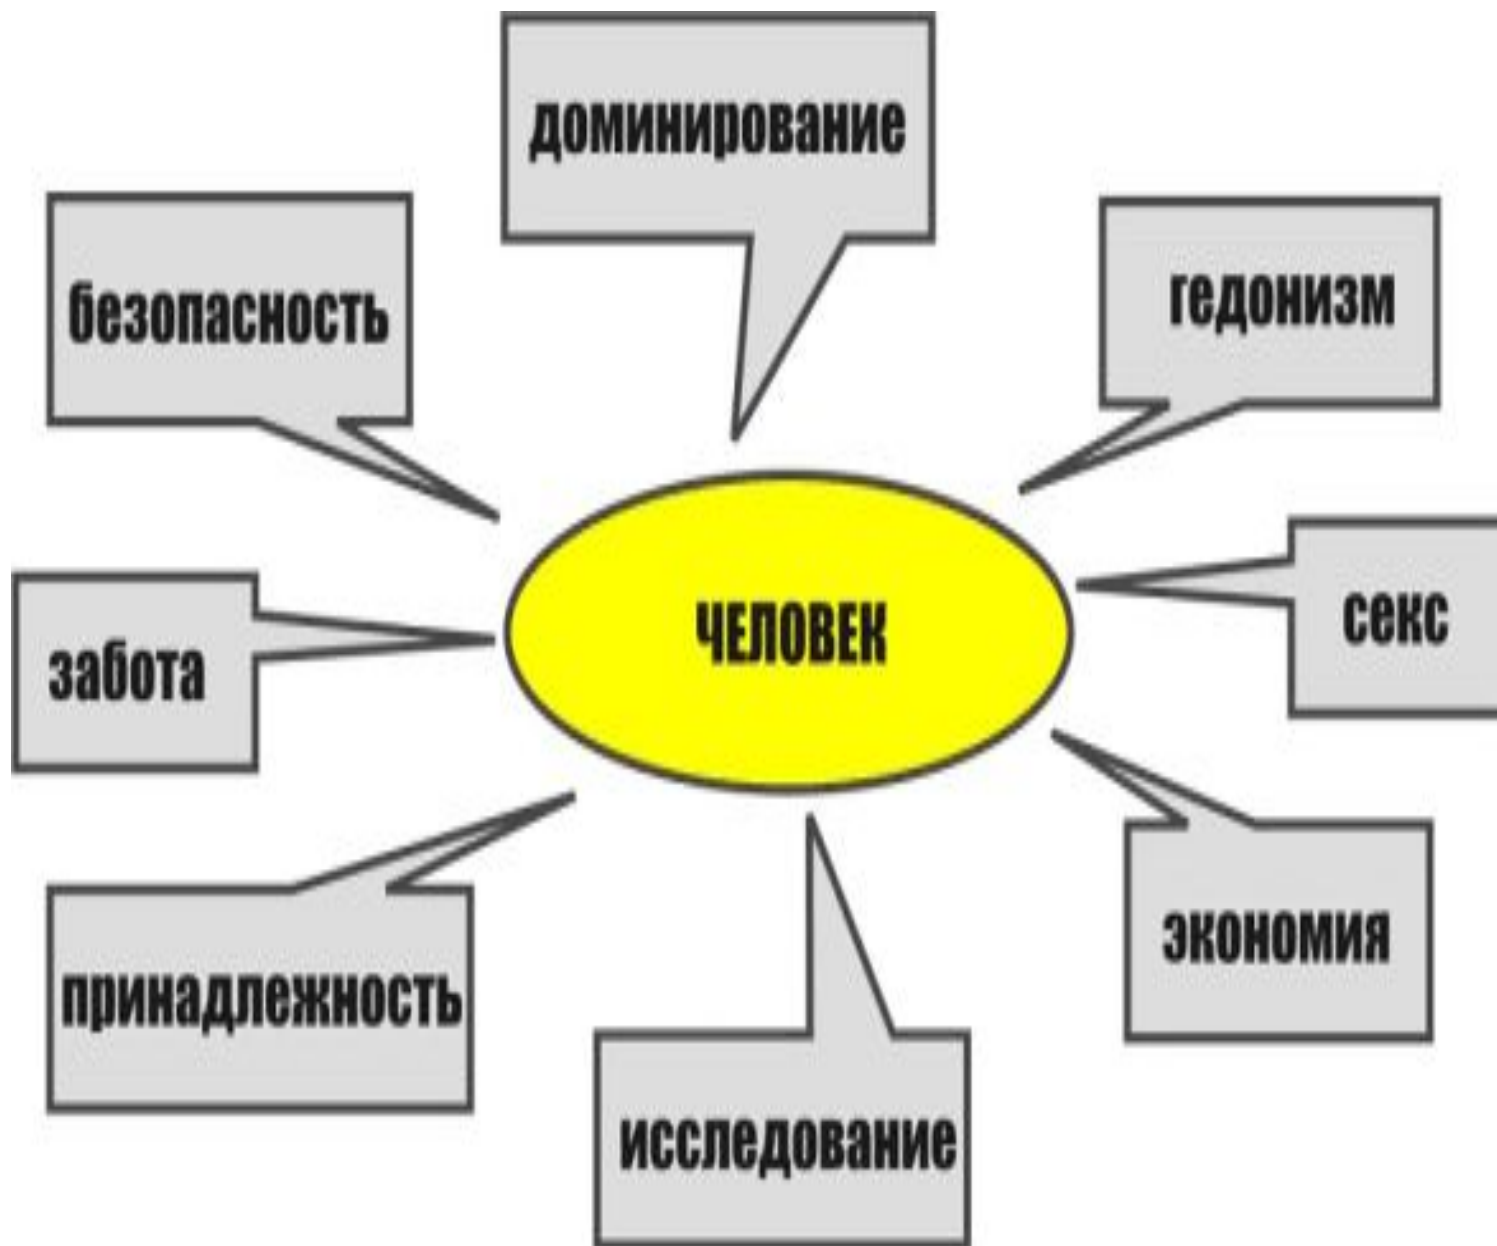 доминирование
безопасность
гедонизм
ЧЕЛОВЕК
секс
забота
экономия
принадлежность
исследование